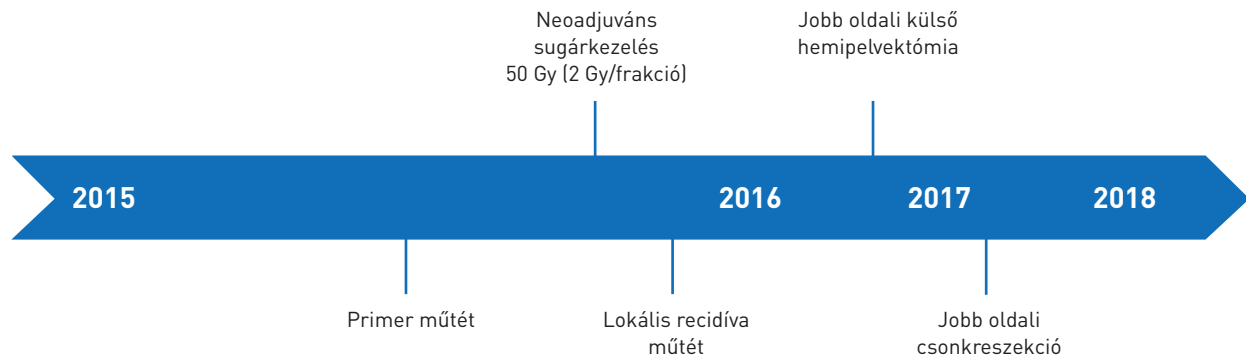 Neoadjuváns
sugárkezelés
50 Gy (2 Gy/frakció)
Jobb oldali külső
hemipelvektómia
2015
2016
2017
2018
Primer műtét
Lokális recidíva
műtét
Jobb oldali
csonkreszekció